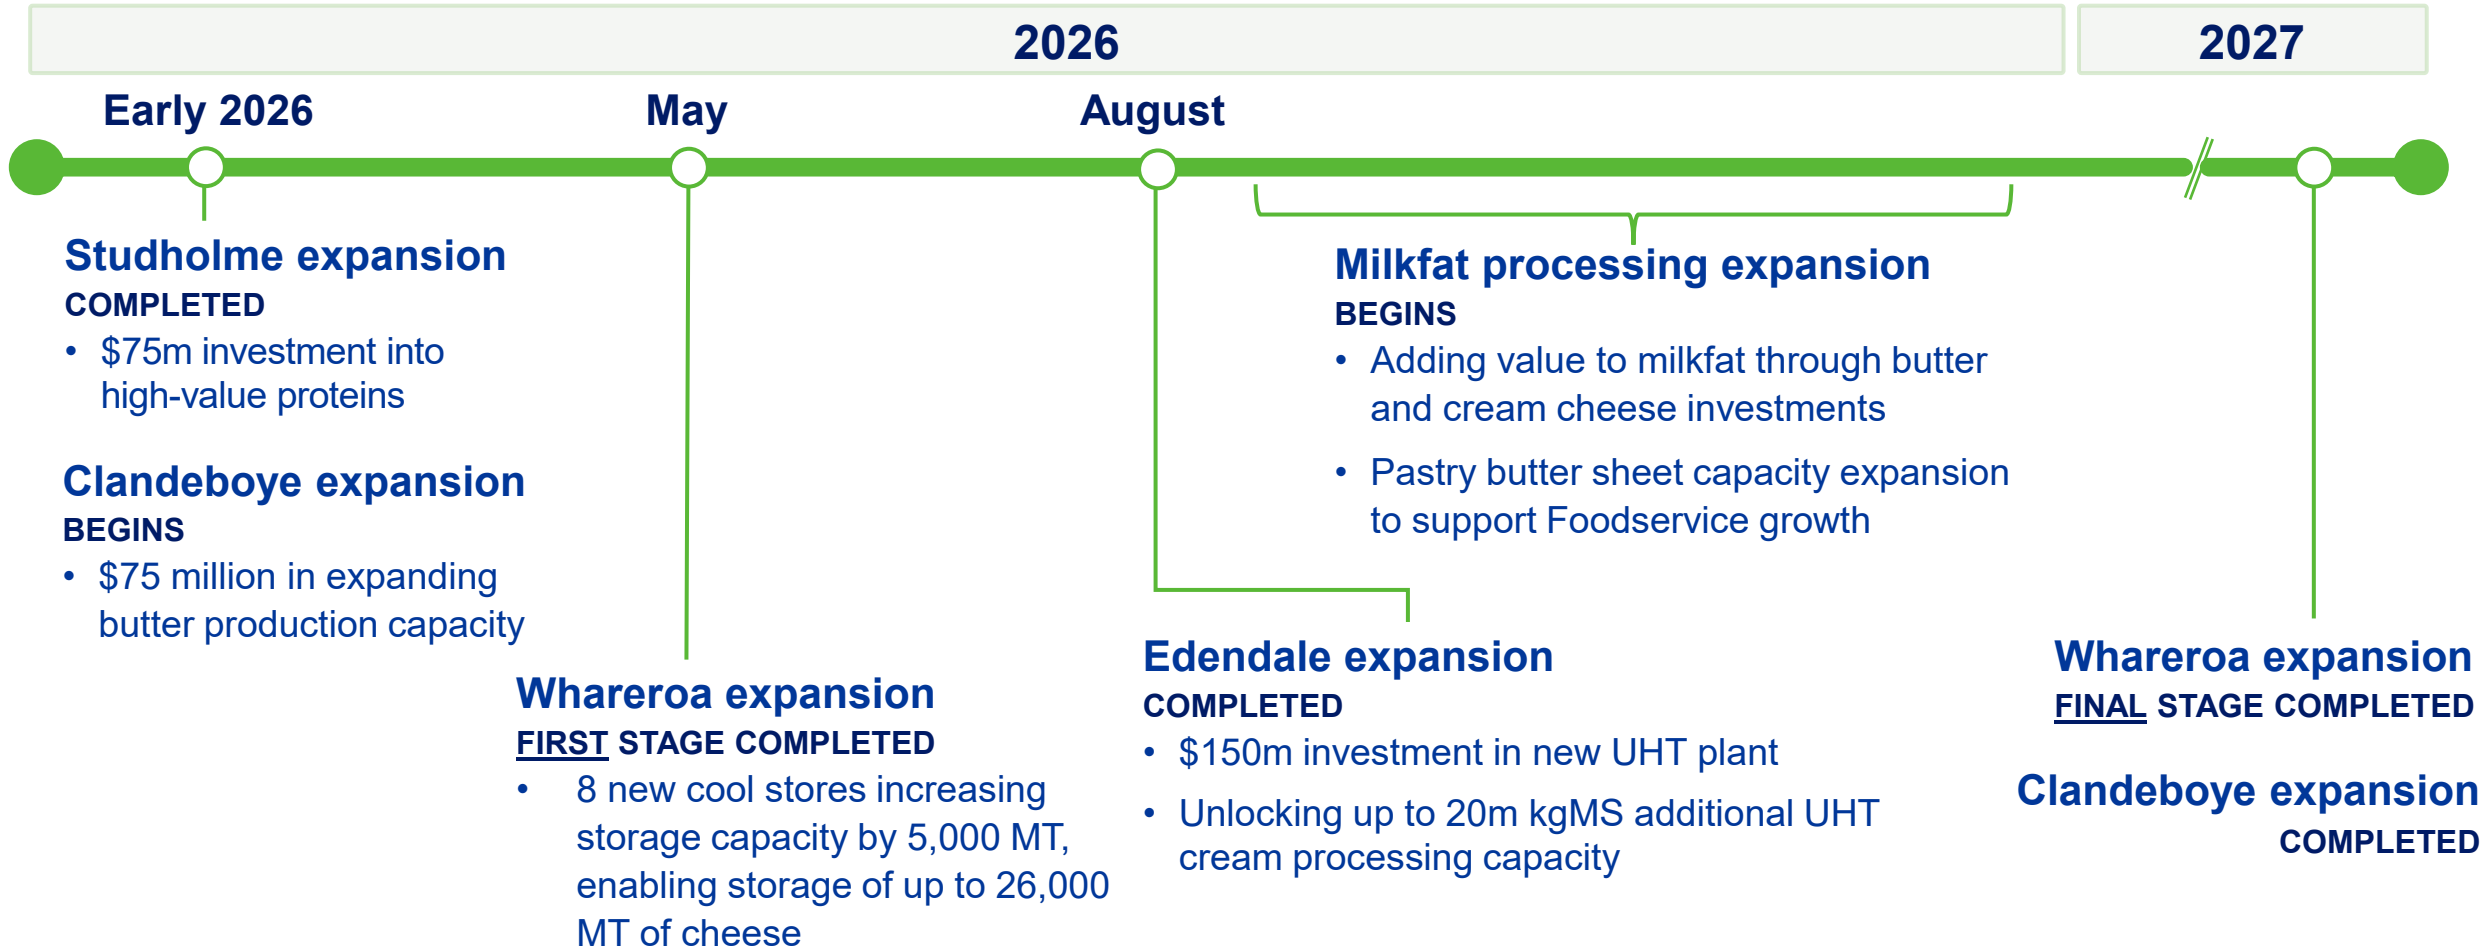 2026
2027
Early 2026
May
August
Studholme expansion
COMPLETED
• $75m investment into
high-value proteins
Clandeboye expansion
BEGINS
• $75 million in expanding
butter production capacity
Whareroa expansion
FIRST STAGE COMPLETED
• 8 new cool stores increasing
storage capacity by 5,000 MT,
enabling storage of up to 26,000
MT of cheese
Milkfat processing expansion
BEGINS
• Adding value to milkfat through butter
and cream cheese investments
• Pastry butter sheet capacity expansion
to support Foodservice growth
Edendale expansion
COMPLETED
• $150m investment in new UHT plant
• Unlocking up to 20m kgMS additional UHT
cream processing capacity
Whareroa expansion
FINAL STAGE COMPLETED
Clandeboye expansion
COMPLETED